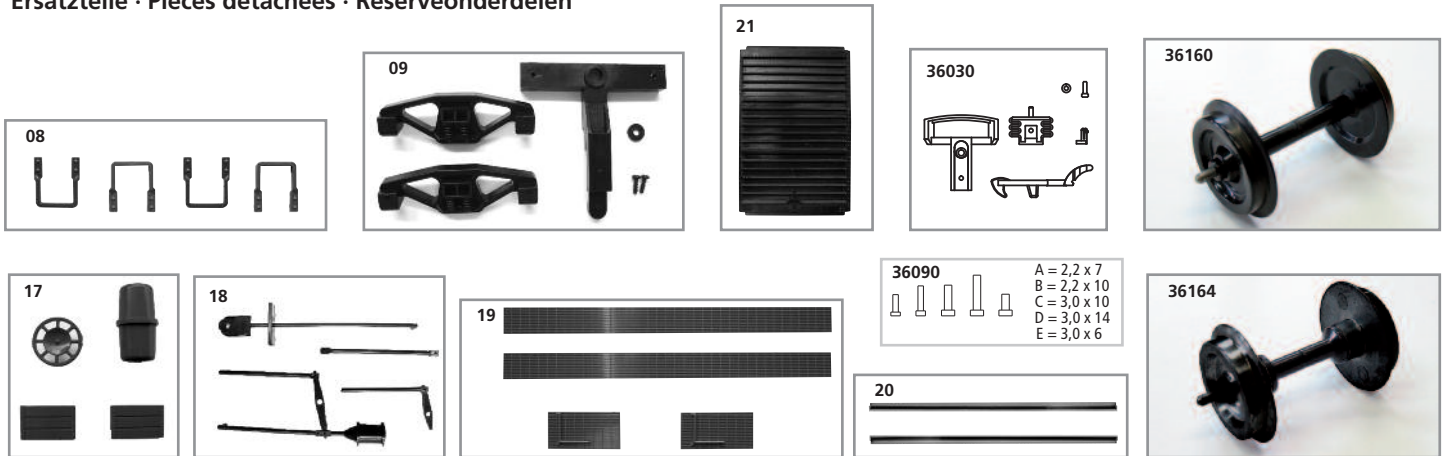 Ersatzteile · Pièces détachées · Reserveonderdelen
08
09
21
36030
36160
17
18
19
36090
A = 2,2 x 7
B = 2,2 x 10
C = 3,0 x 10
D = 3,0 x 14
E = 3,0 x 6
20
36164